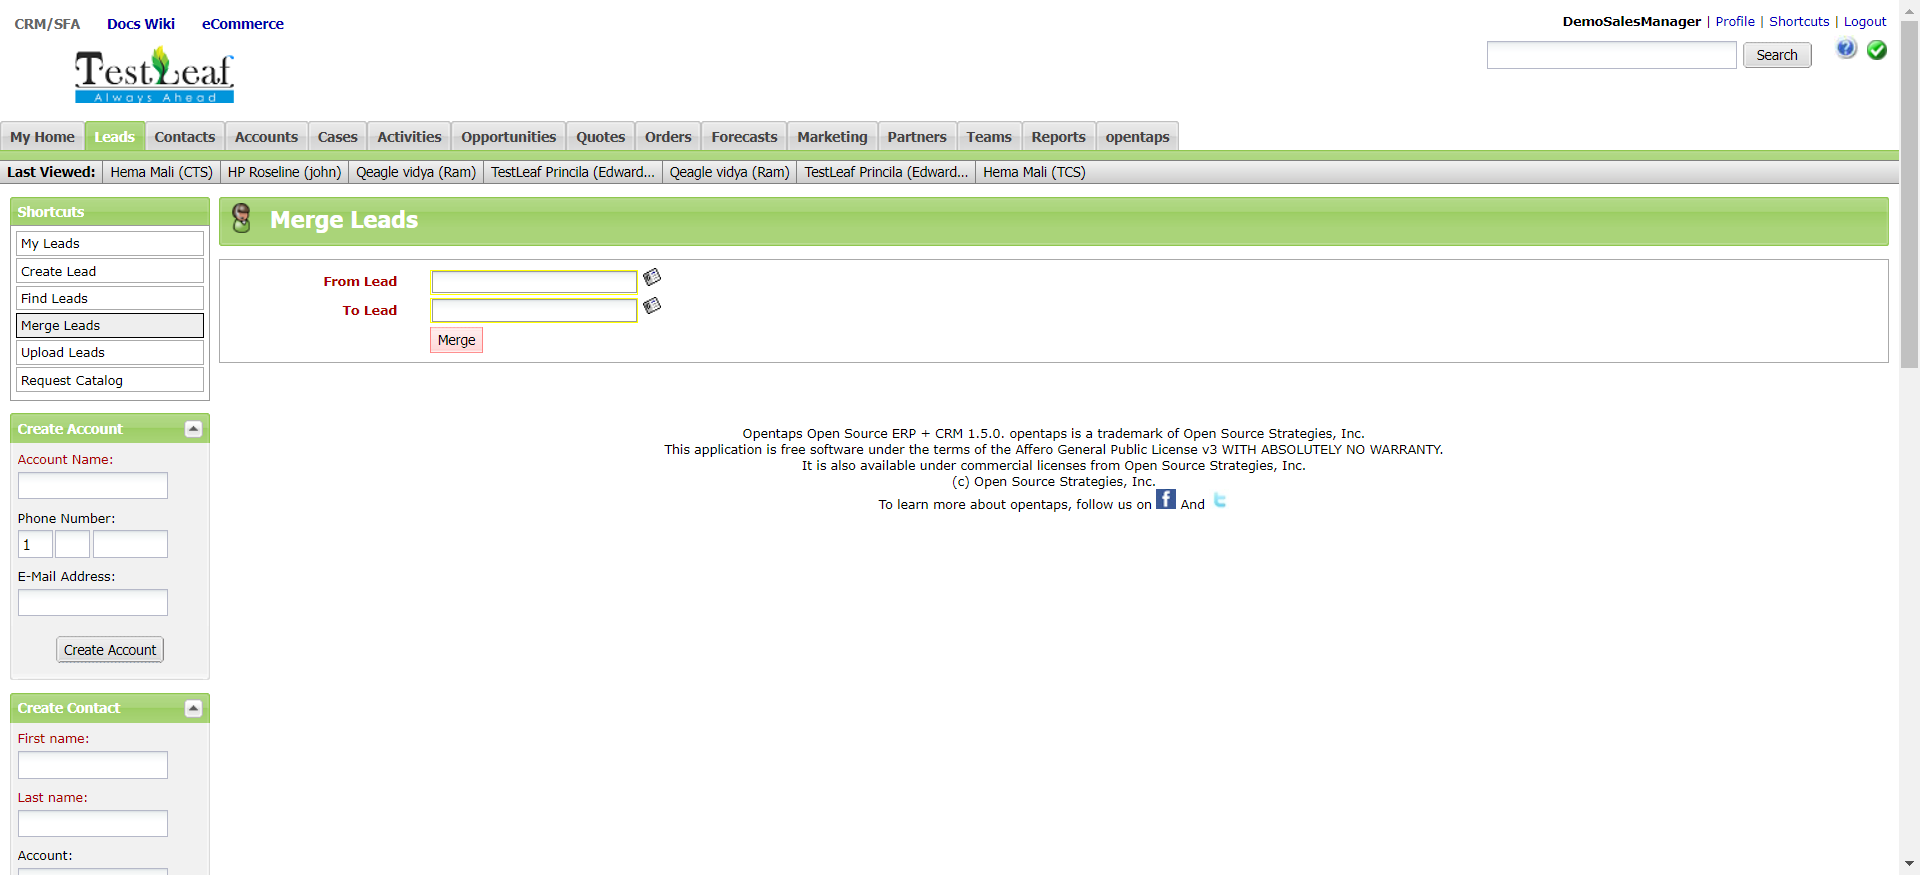 CRM/SFA Docs Wiki eCommerce
DemoSalesManager | Profile | Shortcuts | Logout
Search
TestLeaf
Always Ahead
My Home Leads Contacts Accounts Cases Activities Opportunities Quotes Orders Forecasts Marketing Partners Teams Reports opentaps
Last Viewed: Hema Mali (CTS) HP Roseline (john) Qeagle vidya (Ram) TestLeaf Princila (Edward... Qeagle vidya (Ram) TestLeaf Princila (Edward... Hema Mali (TCS)
Shortcuts
My Leads
Create Lead
Find Leads
Merge Leads
Upload Leads
Request Catalog
Create Account
Account Name:
Phone Number:
1
E-Mail Address:
Create Account
Create Contact
First name:
Last name:
Account:
Merge Leads
From Lead
To Lead
Merge
Opentaps Open Source ERP + CRM 1.5.0. opentaps is a trademark of Open Source Strategies, Inc.
This application is free software under the terms of the Affero General Public License v3 WITH ABSOLUTELY NO WARRANTY.
It is also available under commercial licenses from Open Source Strategies, Inc.
(c) Open Source Strategies, Inc.
To learn more about opentaps, follow us on f And t